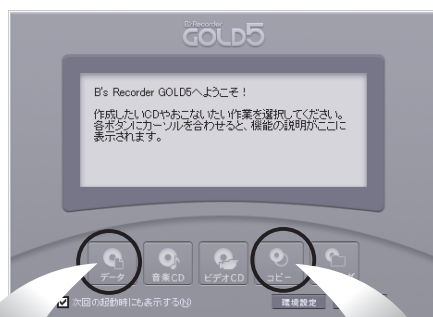 B's Recorder
GOLD5
B's Recorder GOLD5へようこそ！
作成したいCDやおこないたい作業を選択してください。
各ボタンにカーソルを合わせると、機能の説明がここに
表示されます。
データ
音楽CD
ビデオCD
コピー
次回の起動時にも表示する(N)
環境設定